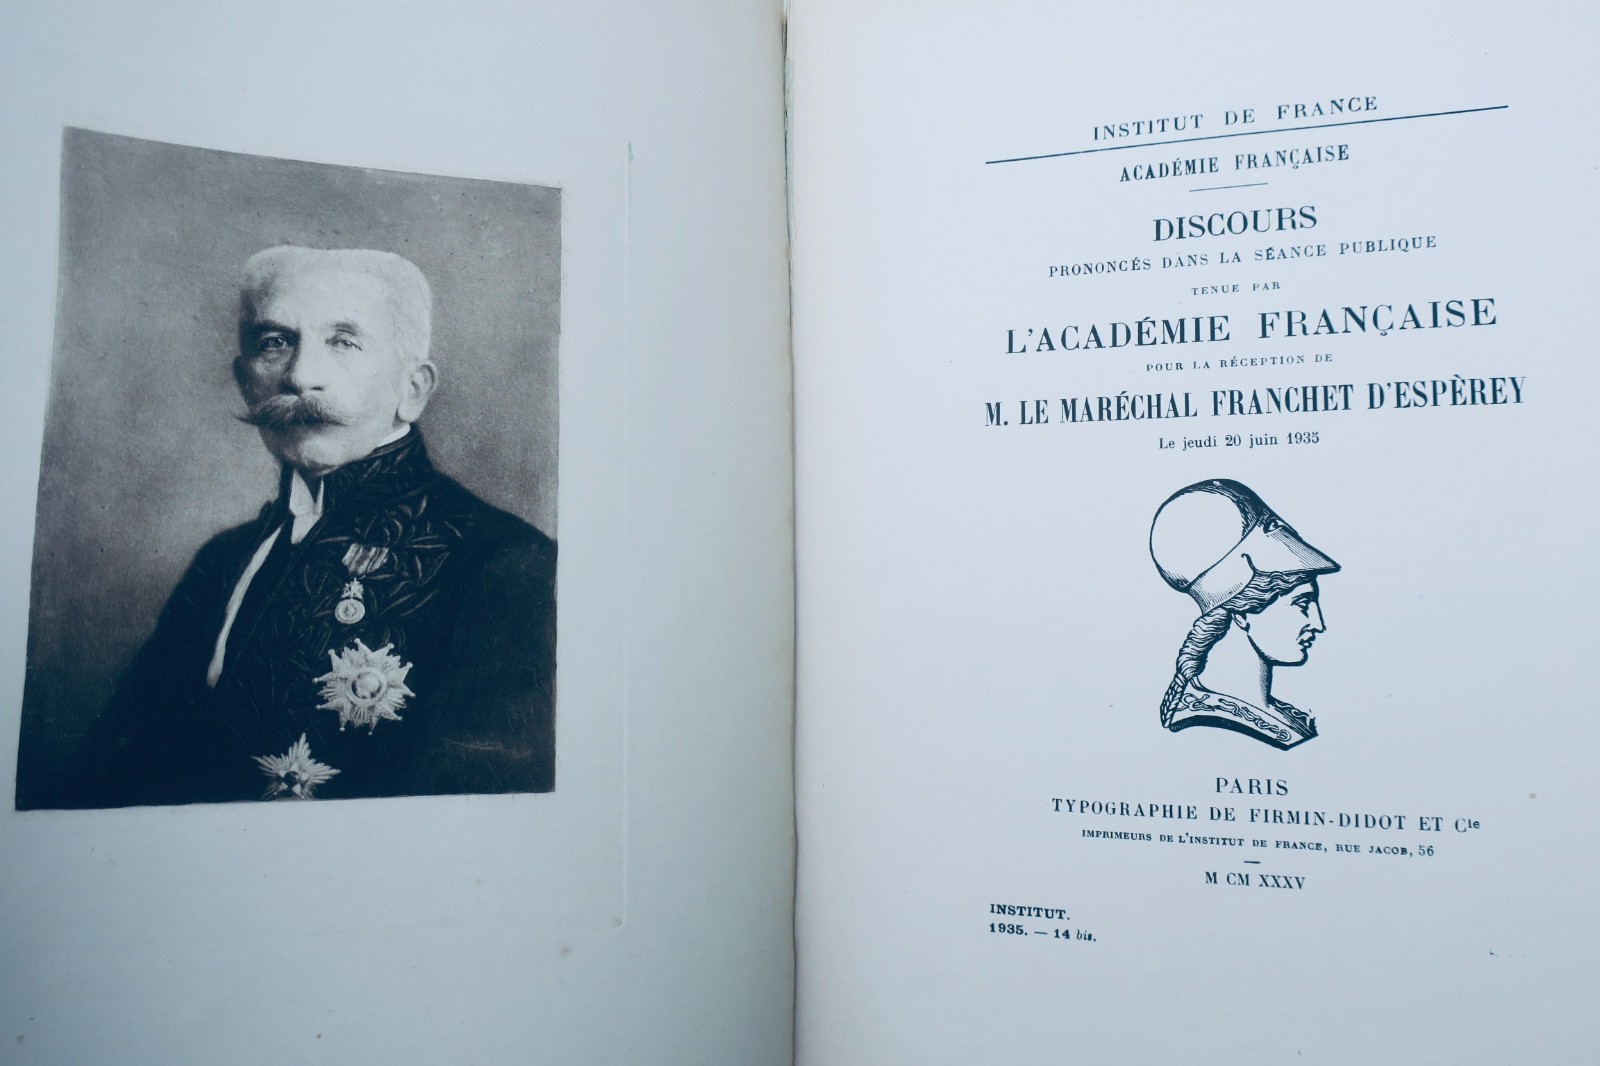 INSTITUT DE FRANCE
ACADÉMIE FRANÇAISE
DISCOURS
PRONONCÉS DANS LA SÉANCE PUBLIQUE
TENUE PAR
L'ACADÉMIE FRANÇAISE
POUR LA RÉCEPTION DE
M. LE MARÉCHAL FRANCHET D'ESPÈREY
Le jeudi 20 juin 1935
PARIS
TYPOGRAPHIE DE FIRMIN-DIDOT ET Cie
IMPRIMEURS DE L'INSTITUT DE FRANCE, RUE JACOB, 56
M CM XXXV
INSTITUT.
1935. — 14 bis.